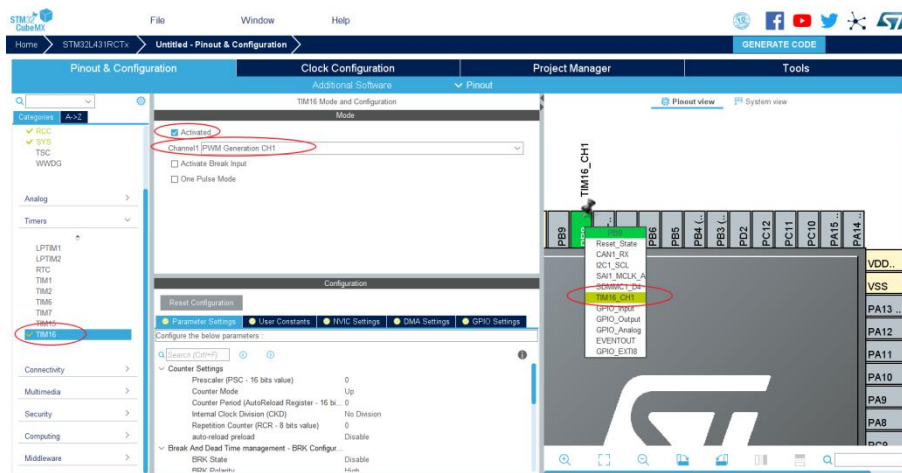 STM32
CubeMX
File
Window
Help
Home
STM32L431RCTx
Untitled - Pinout & Configuration
GENERATE CODE
Pinout & Configuration
Clock Configuration
Project Manager
Tools
Additional Software
Pinout
Categories
A->Z
RCC
SYS
TSC
WWDG
Analog
Timers
LPTIM1
LPTIM2
RTC
TIM1
TIM2
TIM6
TIM7
TIM15
TIM16
Connectivity
Multimedia
Security
Computing
Middleware
TIM16 Mode and Configuration
Mode
Activated
Channel1 PWM Generation CH1
Activate Break Input
One Pulse Mode
Configuration
Reset Configuration
Parameter Settings
User Constants
NVIC Settings
DMA Settings
GPIO Settings
Configure the below parameters :
Search (Ctrl+F)
Counter Settings
Prescaler (PSC - 16 bits value) 0
Counter Mode Up
Counter Period (AutoReload Register - 16 bi... 0
Internal Clock Division (CKD) No Division
Repetition Counter (RCR - 8 bits value) 0
auto-reload preload Disable
Break And Dead Time management - BRK Configur...
BRK State Disable
BRK Polarity High
Pinout view
System view
TIM16_CH1
PB9
PB6
PB5
PB4 (..
PB3 (..
PD2
PC12
PC11
PC10
PA15 ..
PA14 ..
PB8
Reset_State
CAN1_RX
I2C1_SCL
SAI1_MCLK_A
SDMMC1_D4
TIM16_CH1
GPIO_Input
GPIO_Output
GPIO_Analog
EVENTOUT
GPIO_EXTI8
VDD..
VSS
PA13 ..
PA12
PA11
PA10
PA9
PA8
PC9